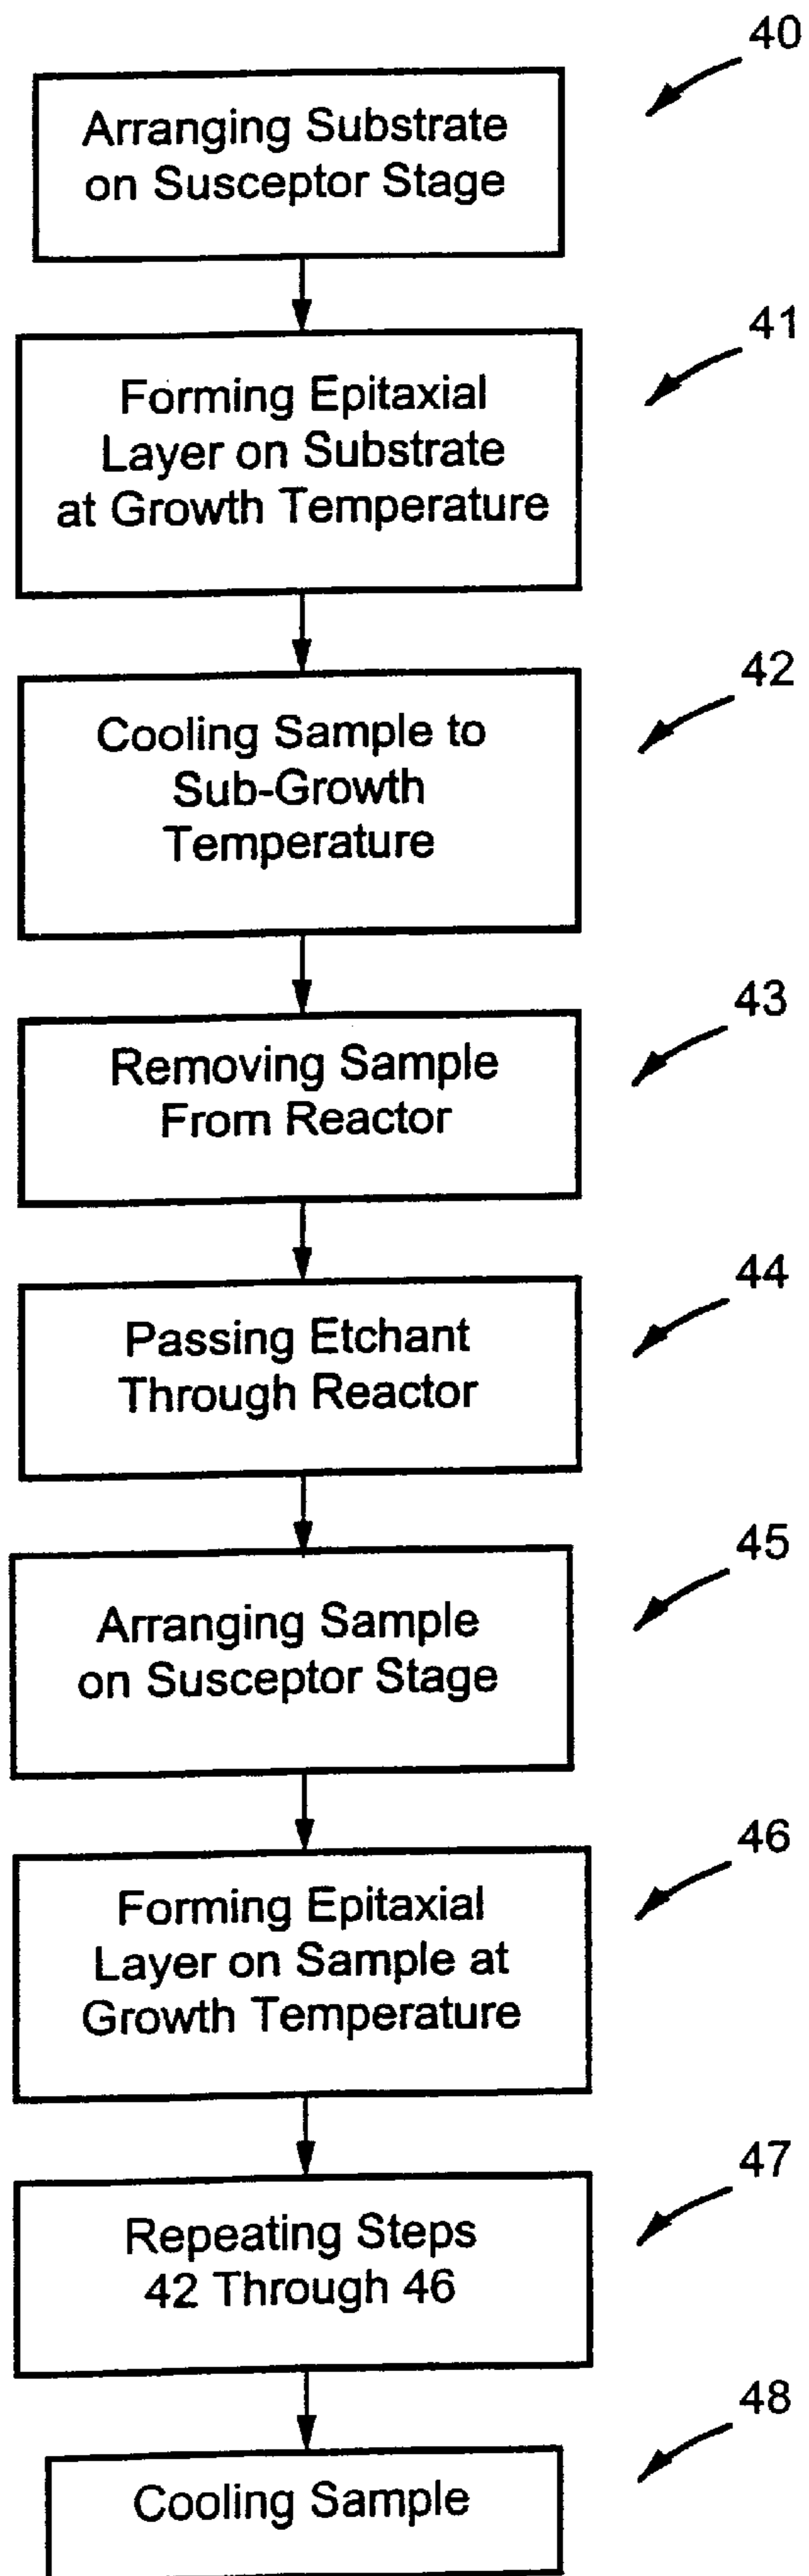 40
Arranging Substrate
on Susceptor Stage
41
Forming Epitaxial
Layer on Substrate
at Growth Temperature
42
Cooling Sample to
Sub-Growth
Temperature
43
Removing Sample
From Reactor
44
Passing Etchant
Through Reactor
45
Arranging Sample
on Susceptor Stage
46
Forming Epitaxial
Layer on Sample at
Growth Temperature
47
Repeating Steps
42 Through 46
48
Cooling Sample